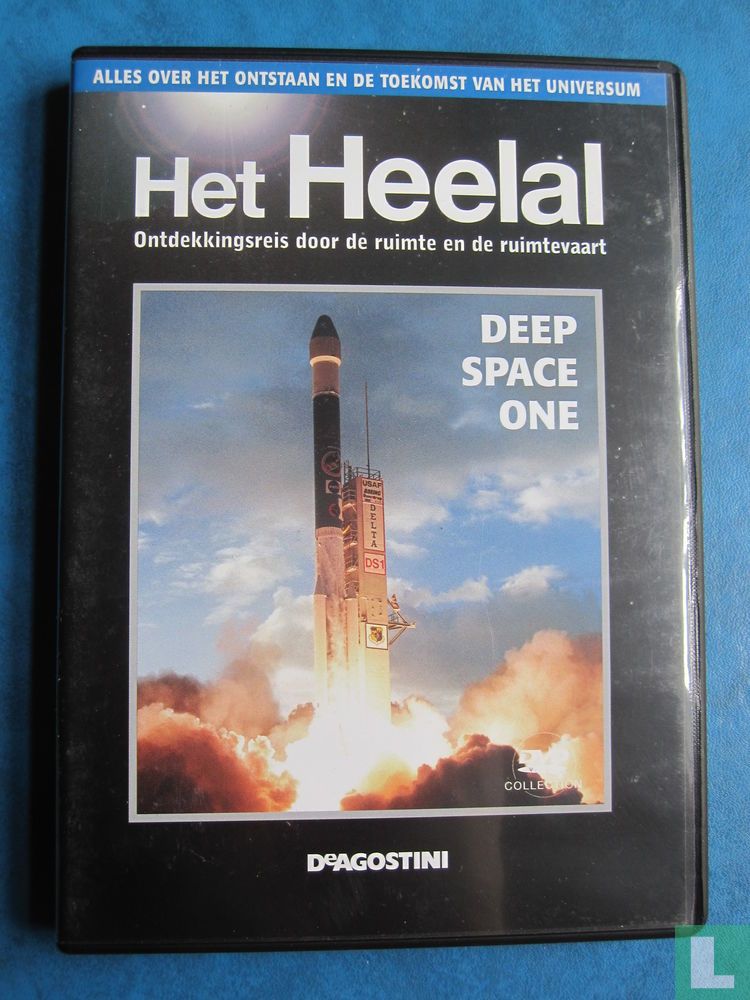 ALLES OVER HET ONTSTAAN EN DE TOEKOMST VAN HET UNIVERSUM
Het Heelal
Ontdekkingsreis door de ruimte en de ruimtevaart
DEEP
SPACE
ONE
USAF
BOEING
DELTA
DS1
COLLECTION
DeAGOSTINI
L